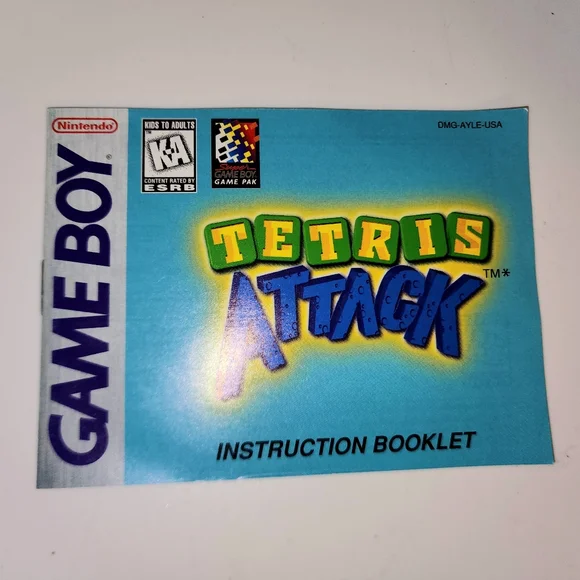 Nintendo
GAME BOY
KIDS TO ADULTS
K-A
CONTENT RATED BY
ESRB
Super
GAME BOY
GAME PAK
DMG-AYLE-USA
TETRIS
ATTACK
TM*
INSTRUCTION BOOKLET